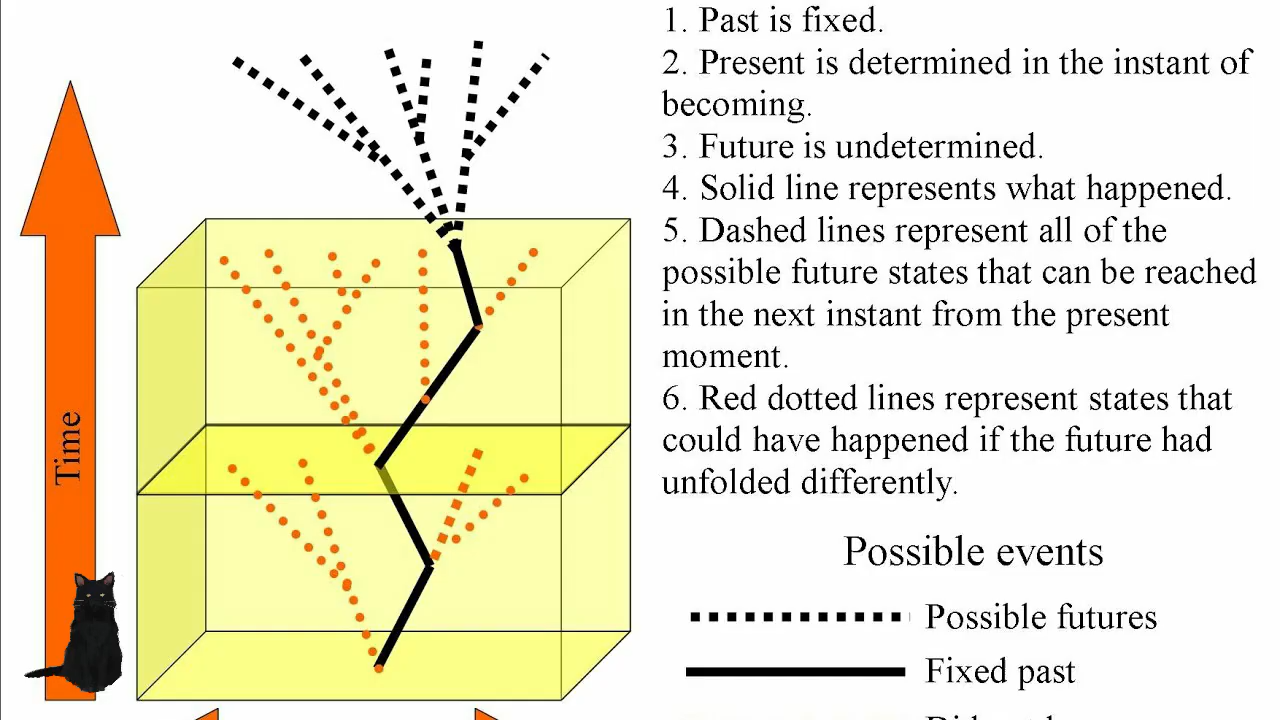 1. Past is fixed.
2. Present is determined in the instant of
becoming.
3. Future is undetermined.
4. Solid line represents what happened.
5. Dashed lines represent all of the
possible future states that can be reached
in the next instant from the present
moment.
6. Red dotted lines represent states that
could have happened if the future had
unfolded differently.
Time
Possible events
Possible futures
Fixed past